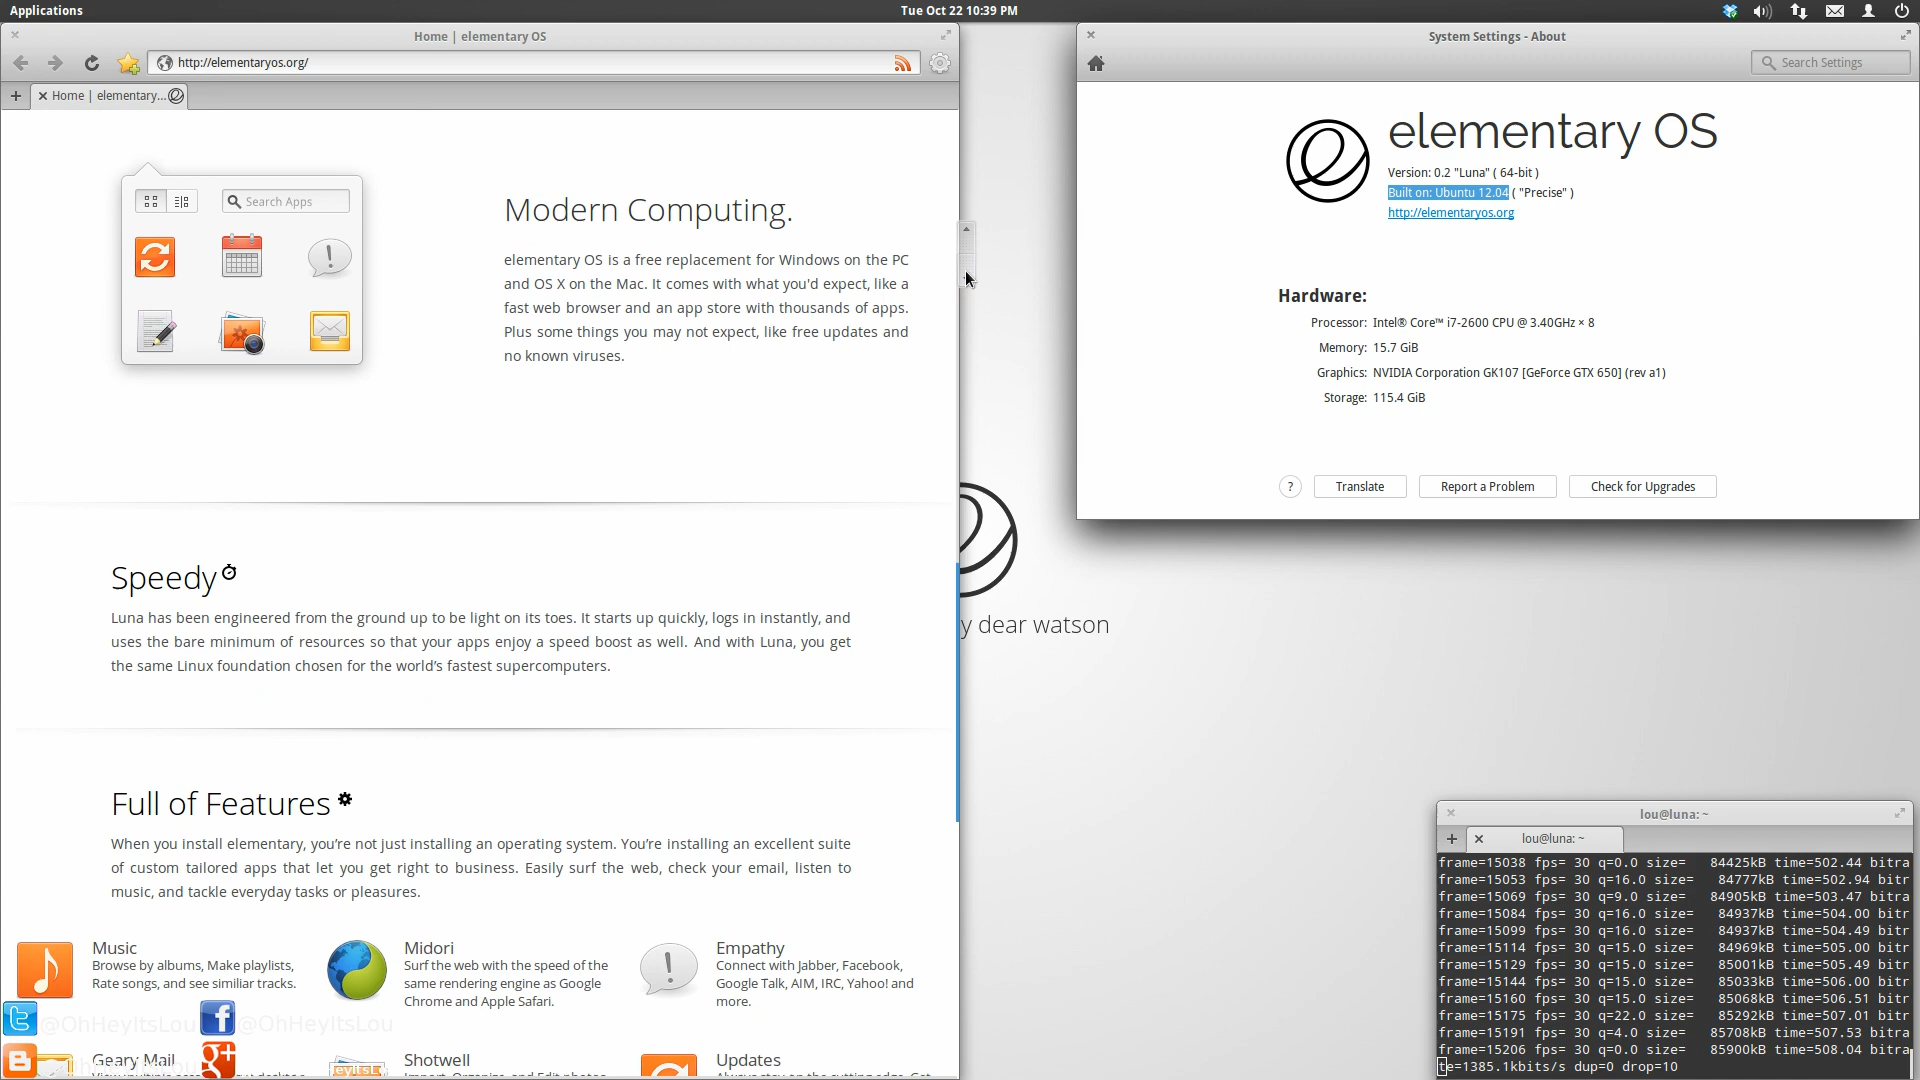 Applications
Tue Oct 22 10:39 PM
Home | elementary OS
http://elementaryos.org/
Home | elementary...
Search Apps
Modern Computing.
elementary OS is a free replacement for Windows on the PC
and OS X on the Mac. It comes with what you'd expect, like a
fast web browser and an app store with thousands of apps.
Plus some things you may not expect, like free updates and
no known viruses.
Speedy
Luna has been engineered from the ground up to be light on its toes. It starts up quickly, logs in instantly, and
uses the bare minimum of resources so that your apps enjoy a speed boost as well. And with Luna, you get
the same Linux foundation chosen for the world’s fastest supercomputers.
Full of Features
When you install elementary, you’re not just installing an operating system. You’re installing an excellent suite
of custom tailored apps that let you get right to business. Easily surf the web, check your email, listen to
music, and tackle everyday tasks or pleasures.
Music
Browse by albums, Make playlists,
Rate songs, and see similiar tracks.
Midori
Surf the web with the speed of the
same rendering engine as Google
Chrome and Apple Safari.
Empathy
Connect with Jabber, Facebook,
Google Talk, AIM, IRC, Yahoo! and
more.
@OhHeyItsLou
@OhHeyItsLou
Geary Mail
Shotwell
Updates
y dear watson
System Settings - About
Search Settings
elementary OS
Version: 0.2 "Luna" ( 64-bit )
Built on: Ubuntu 12.04 ( "Precise" )
http://elementaryos.org
Hardware:
Processor: Intel® Core™ i7-2600 CPU @ 3.40GHz × 8
Memory: 15.7 GiB
Graphics: NVIDIA Corporation GK107 [GeForce GTX 650] (rev a1)
Storage: 115.4 GiB
?
Translate
Report a Problem
Check for Upgrades
lou@luna: ~
lou@luna: ~
frame=15038 fps= 30 q=0.0 size=   84425kB time=502.44 bitra
frame=15053 fps= 30 q=16.0 size=   84777kB time=502.94 bitr
frame=15069 fps= 30 q=9.0 size=   84905kB time=503.47 bitra
frame=15084 fps= 30 q=16.0 size=   84937kB time=504.00 bitr
frame=15099 fps= 30 q=16.0 size=   84937kB time=504.49 bitr
frame=15114 fps= 30 q=15.0 size=   84969kB time=505.00 bitr
frame=15129 fps= 30 q=15.0 size=   85001kB time=505.49 bitr
frame=15144 fps= 30 q=15.0 size=   85033kB time=506.00 bitr
frame=15160 fps= 30 q=15.0 size=   85068kB time=506.51 bitr
frame=15175 fps= 30 q=22.0 size=   85292kB time=507.01 bitr
frame=15191 fps= 30 q=4.0 size=   85708kB time=507.53 bitra
frame=15206 fps= 30 q=0.0 size=   85900kB time=508.04 bitra
te=1385.1kbits/s dup=0 drop=10